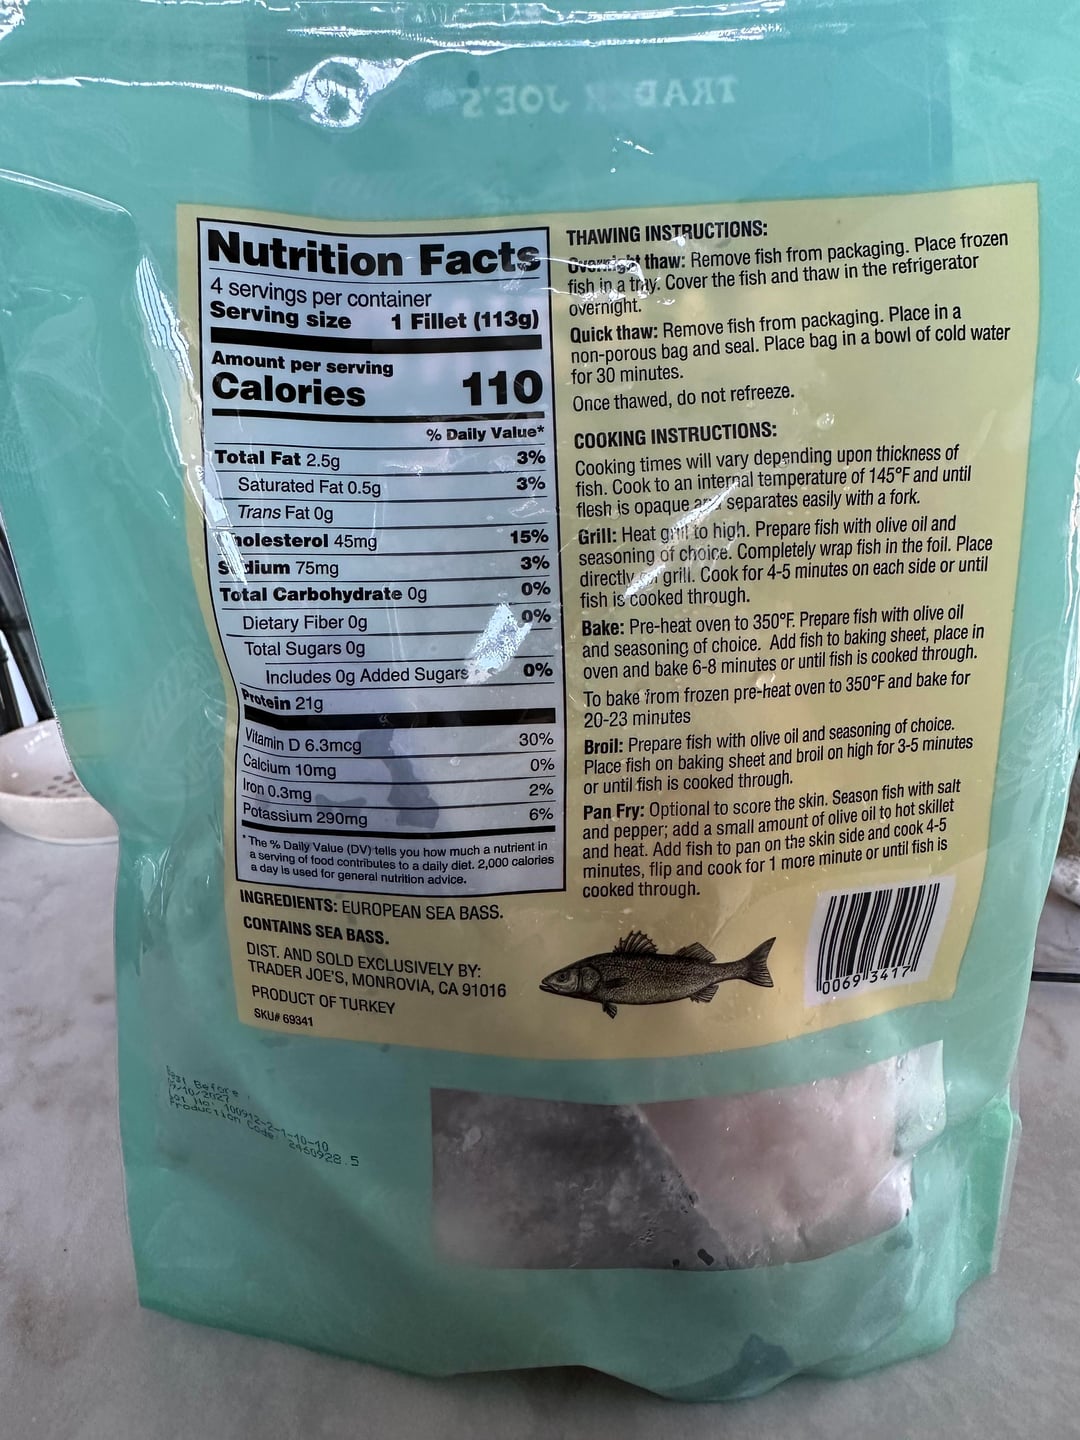 TRADER JOE'S
Nutrition Facts
4 servings per container
Serving size 1 Fillet (113g)
Amount per serving
Calories 110
% Daily Value*
Total Fat 2.5g 3%
Saturated Fat 0.5g 3%
Trans Fat 0g
Cholesterol 45mg 15%
Sodium 75mg 3%
Total Carbohydrate 0g 0%
Dietary Fiber 0g 0%
Total Sugars 0g
Includes 0g Added Sugars 0%
Protein 21g
Vitamin D 6.3mcg 30%
Calcium 10mg 0%
Iron 0.3mg 2%
Potassium 290mg 6%
* The % Daily Value (DV) tells you how much a nutrient in
a serving of food contributes to a daily diet. 2,000 calories
a day is used for general nutrition advice.
INGREDIENTS: EUROPEAN SEA BASS.
CONTAINS SEA BASS.
DIST. AND SOLD EXCLUSIVELY BY:
TRADER JOE'S, MONROVIA, CA 91016
PRODUCT OF TURKEY
SKU# 69341
THAWING INSTRUCTIONS:
Overnight thaw: Remove fish from packaging. Place frozen
fish in a tray. Cover the fish and thaw in the refrigerator
overnight.
Quick thaw: Remove fish from packaging. Place in a
non-porous bag and seal. Place bag in a bowl of cold water
for 30 minutes.
Once thawed, do not refreeze.
COOKING INSTRUCTIONS:
Cooking times will vary depending upon thickness of
fish. Cook to an internal temperature of 145°F and until
flesh is opaque and separates easily with a fork.
Grill: Heat grill to high. Prepare fish with olive oil and
seasoning of choice. Completely wrap fish in the foil. Place
directly on grill. Cook for 4-5 minutes on each side or until
fish is cooked through.
Bake: Pre-heat oven to 350°F. Prepare fish with olive oil
and seasoning of choice. Add fish to baking sheet, place in
oven and bake 6-8 minutes or until fish is cooked through.
To bake from frozen pre-heat oven to 350°F and bake for
20-23 minutes
Broil: Prepare fish with olive oil and seasoning of choice.
Place fish on baking sheet and broil on high for 3-5 minutes
or until fish is cooked through.
Pan Fry: Optional to score the skin. Season fish with salt
and pepper; add a small amount of olive oil to hot skillet
and heat. Add fish to pan on the skin side and cook 4-5
minutes, flip and cook for 1 more minute or until fish is
cooked through.
0069 3417
Best Before
/10/2027
Lot No: 100912-2-1-10-10
Production Code: 2460928.5